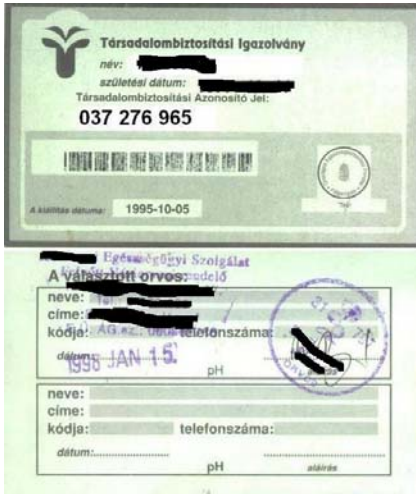 Társadalombiztosítási Igazolvány
név:
születési dátum:
Társadalombiztosítási Azonosító Jel:
037 276 965
A kiállítás dátuma: 1995-10-05
Egészségügyi Szolgálat
A választott orvos:
neve:
címe:
kódja: telefonszáma:
dátum:
1996 JAN 15.
pH
neve:
címe:
kódja: telefonszáma:
dátum: aláírás
pH